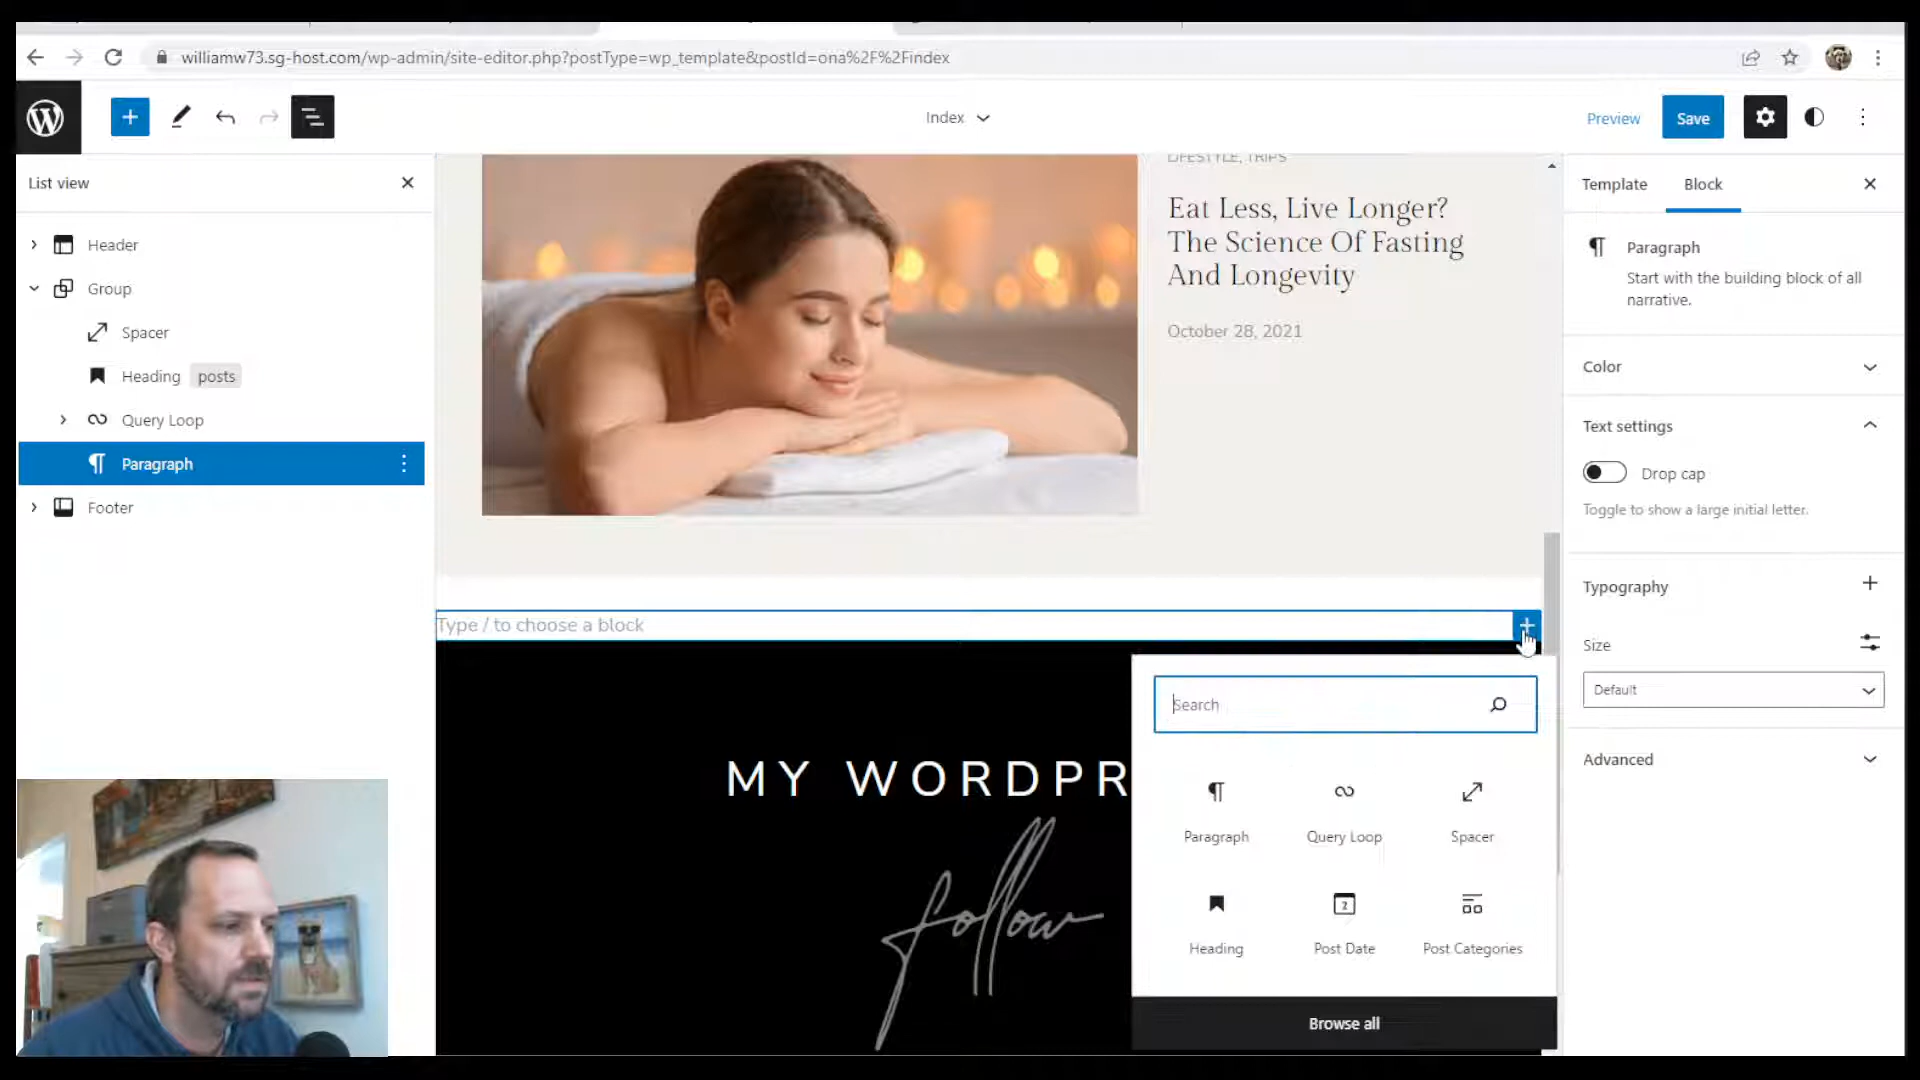 williamw73.sg-host.com/wp-admin/site-editor.php?postType=wp_template&postId=ona%2F%2Findex
Index
Preview
Save
List view
Header
Group
Spacer
Heading posts
Query Loop
Paragraph
Footer
LIFESTYLE, TRIPS
Eat Less, Live Longer?
The Science Of Fasting
And Longevity
October 28, 2021
Type / to choose a block
MY WORDPR
follow
Search
Paragraph
Query Loop
Spacer
Heading
Post Date
Post Categories
Browse all
Template
Block
Paragraph
Start with the building block of all
narrative.
Color
Text settings
Drop cap
Toggle to show a large initial letter.
Typography
Size
Default
Advanced